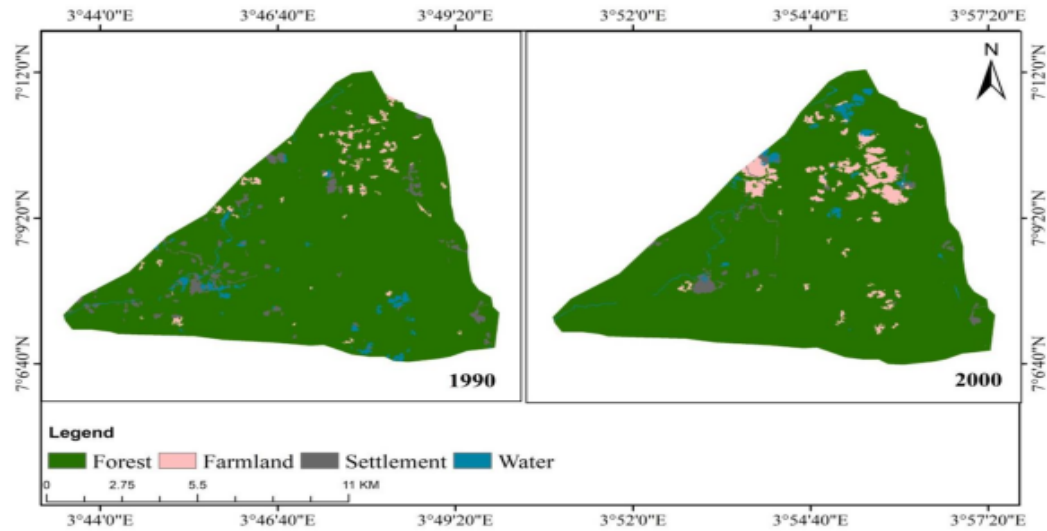 3°44'0"E 3°46'40"E 3°49'20"E 3°52'0"E 3°54'40"E 3°57'20"E
N
7°12'0"N 7°12'0"N
7°9'20"N 7°9'20"N
7°6'40"N 7°6'40"N
1990 2000
Legend
Forest Farmland Settlement Water
0 2.75 5.5 11 KM
3°44'0"E 3°46'40"E 3°49'20"E 3°52'0"E 3°54'40"E 3°57'20"E